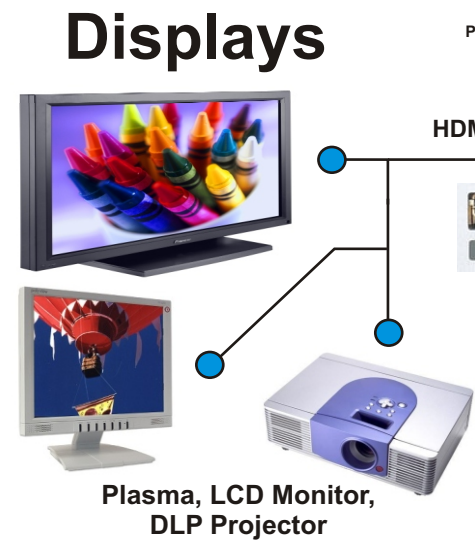 Displays
P
HDM
Plasma, LCD Monitor,
DLP Projector